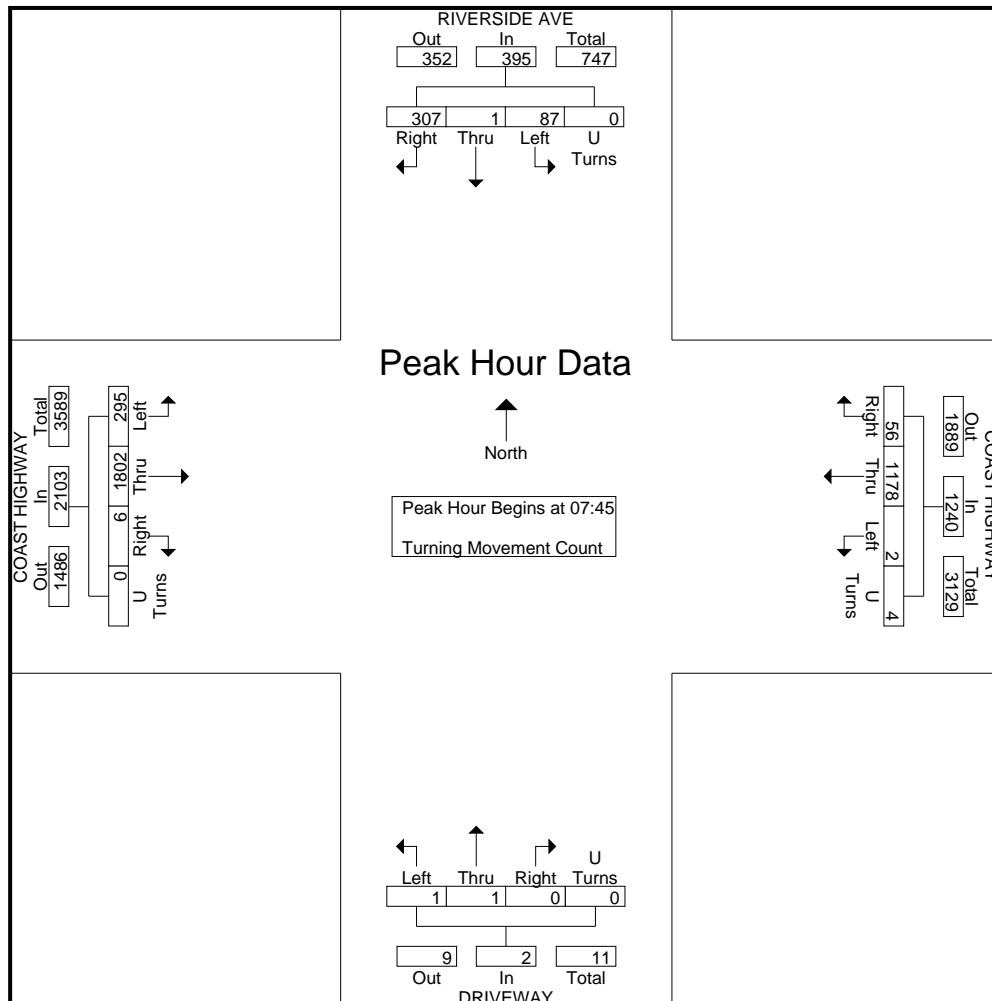 RIVERSIDE AVE
Out In Total
352 395 747
307 1 87 0
Right Thru Left U
Turns
Peak Hour Data
North
Peak Hour Begins at 07:45
Turning Movement Count
COAST HIGHWAY
Total In Out
3589 2103 1486
295 1802 6 0
Left Thru Right U
Turns
COAST HIGHWAY
Out In Total
1889 1240 3129
56 1178 2 4
Right Thru Left U
Turns
U
Left Thru Right Turns
1 1 0 0
9 2 11
Out In Total
DRIVEWAY